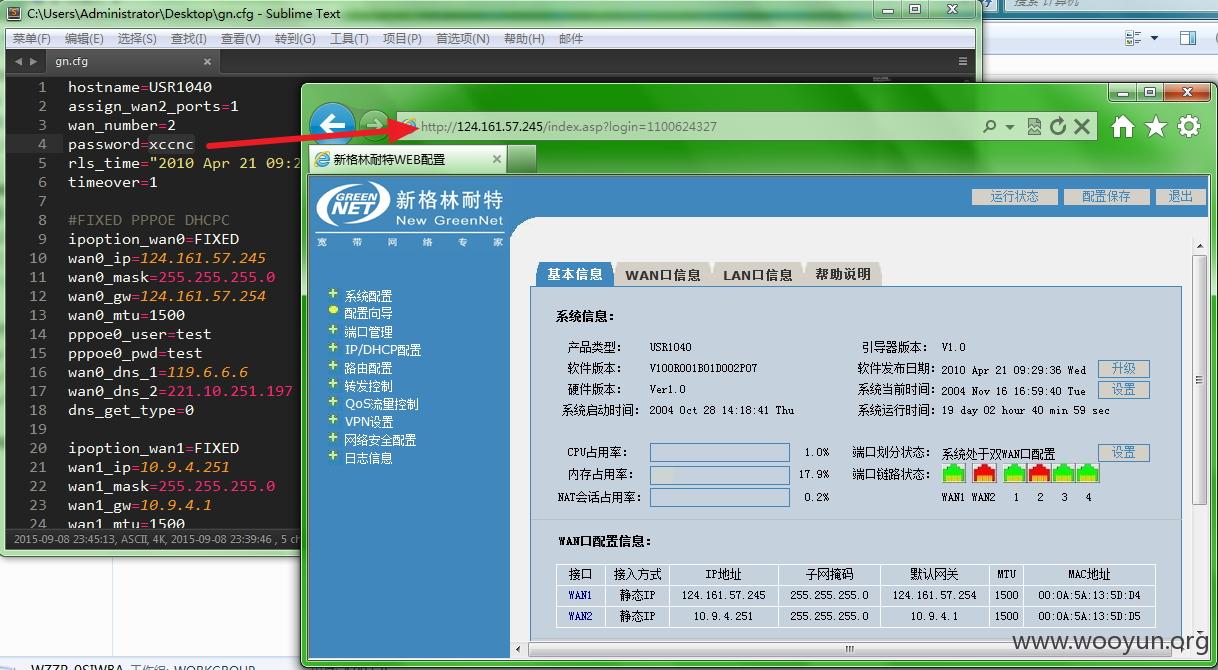 C:\Users\Administrator\Desktop\gn.cfg - Sublime Text
搜索 计算机
菜单(F) 编辑(E) 选择(S) 查找(I) 查看(V) 转到(G) 工具(T) 项目(P) 首选项(N) 帮助(H) 邮件
gn.cfg
1 hostname=USR1040
2 assign_wan2_ports=1
3 wan_number=2
4 password=xccnc
5 rls_time="2010 Apr 21 09:2
6 timeover=1
7
8 #FIXED PPPOE DHCPC
9 ipoption_wan0=FIXED
10 wan0_ip=124.161.57.245
11 wan0_mask=255.255.255.0
12 wan0_gw=124.161.57.254
13 wan0_mtu=1500
14 pppoe0_user=test
15 pppoe0_pwd=test
16 wan0_dns_1=119.6.6.6
17 wan0_dns_2=221.10.251.197
18 dns_get_type=0
19
20 ipoption_wan1=FIXED
21 wan1_ip=10.9.4.251
22 wan1_mask=255.255.255.0
23 wan1_gw=10.9.4.1
24 wan1_mtu=1500
2015-09-08 23:45:13, ASCII, 4K, 2015-09-08 23:39:46 , 5 ch
http://124.161.57.245/index.asp?login=1100624327
新格林耐特WEB配置
GREEN NET 新格林耐特
New GreenNet
宽 带 网 络 专 家
运行状态 配置保存 退出
系统配置
配置向导
端口管理
IP/DHCP配置
路由配置
转发控制
QoS流量控制
VPN设置
网络安全配置
日志信息
基本信息 WAN口信息 LAN口信息 帮助说明
系统信息：
产品类型： USR1040 引导器版本： V1.0
软件版本： V100R001B01D002P07 软件发布日期： 2010 Apr 21 09:29:36 Wed 升级
硬件版本： Ver1.0 系统当前时间： 2004 Nov 16 16:59:40 Tue 设置
系统启动时间： 2004 Oct 28 14:18:41 Thu 系统运行时间： 19 day 02 hour 40 min 59 sec
CPU占用率： 1.0% 端口划分状态： 系统处于双WAN口配置 设置
内存占用率： 17.9% 端口链路状态：
NAT会话占用率： 0.2% WAN1 WAN2 1 2 3 4
WAN口配置信息：
接口 接入方式 IP地址 子网掩码 默认网关 MTU MAC地址
WAN1 静态IP 124.161.57.245 255.255.255.0 124.161.57.254 1500 00:0A:5A:13:5D:D4
WAN2 静态IP 10.9.4.251 255.255.255.0 10.9.4.1 1500 00:0A:5A:13:5D:D5
www.wooyun.org
工作组: WORKGROUP